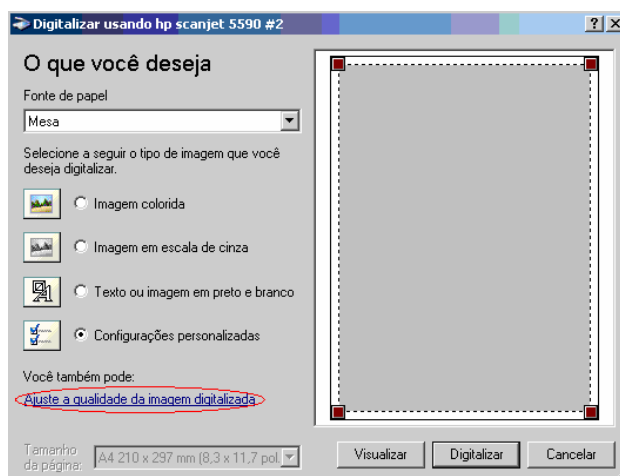 Digitalizar usando hp scanjet 5590 #2
O que você deseja
Fonte de papel
Mesa
Selecione a seguir o tipo de imagem que você
deseja digitalizar.
Imagem colorida
Imagem em escala de cinza
Texto ou imagem em preto e branco
Configurações personalizadas
Você também pode:
Ajuste a qualidade da imagem digitalizada
Tamanho
da página:
A4 210 x 297 mm (8,3 x 11,7 pol.
Visualizar
Digitalizar
Cancelar